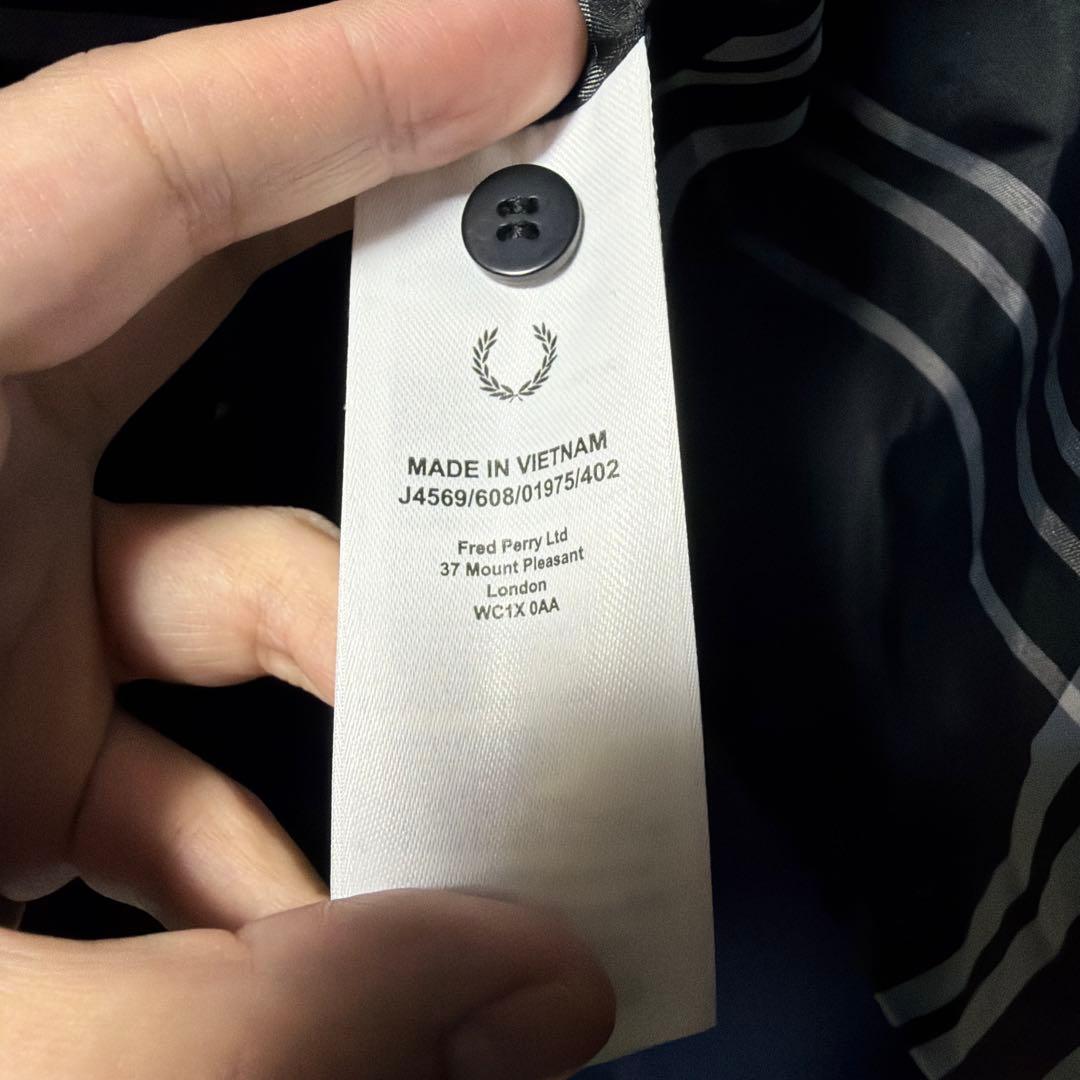 MADE IN VIETNAM
J4569/608/01975/402
Fred Perry Ltd
37 Mount Pleasant
London
WC1X 0AA